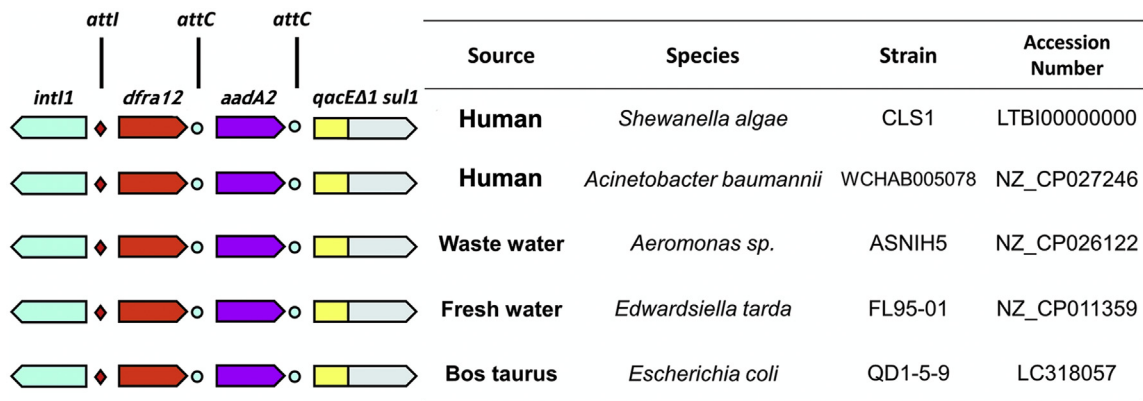 attI attC attC
Source Species Strain Accession Number
intI1 dfra12 aadA2 qacEΔ1 sul1
Human Shewanella algae CLS1 LTBI00000000
Human Acinetobacter baumannii WCHAB005078 NZ_CP027246
Waste water Aeromonas sp. ASNIH5 NZ_CP026122
Fresh water Edwardsiella tarda FL95-01 NZ_CP011359
Bos taurus Escherichia coli QD1-5-9 LC318057